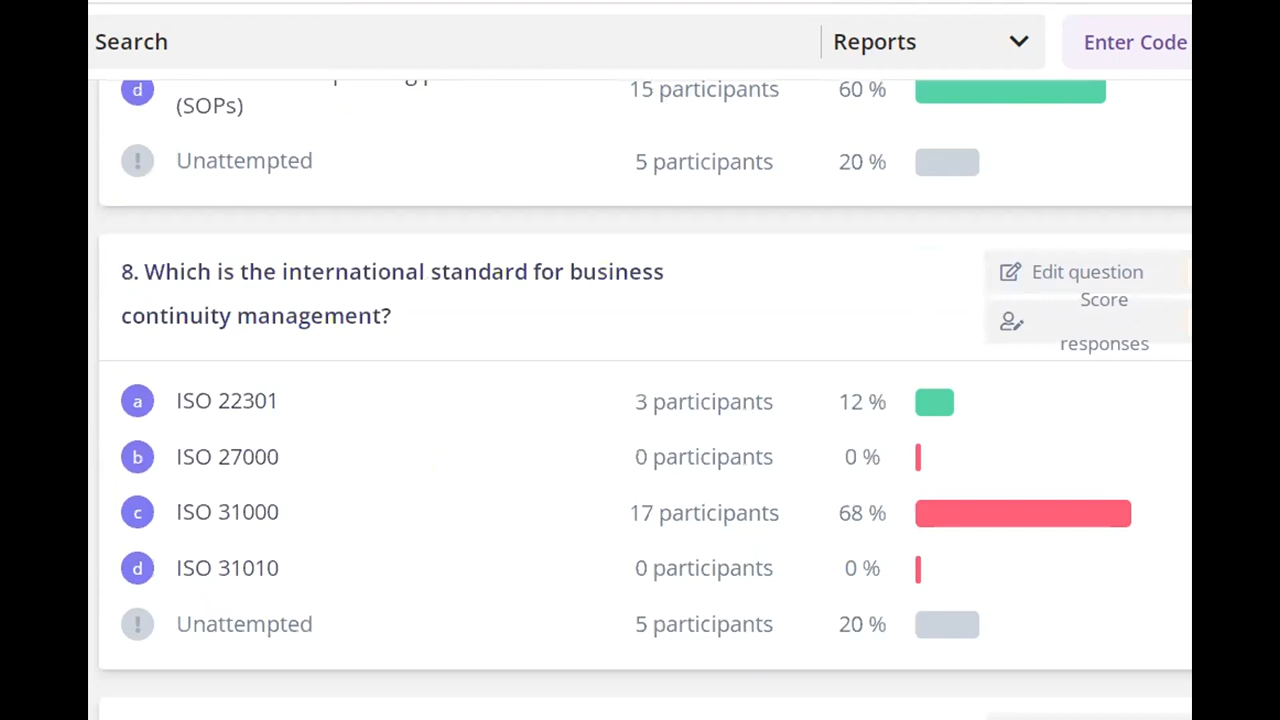 Search Reports Enter Code
d 15 participants 60 %
(SOPs)
! Unattempted 5 participants 20 %
8. Which is the international standard for business
continuity management?
Edit question
Score
responses
a ISO 22301 3 participants 12 %
b ISO 27000 0 participants 0 %
c ISO 31000 17 participants 68 %
d ISO 31010 0 participants 0 %
! Unattempted 5 participants 20 %